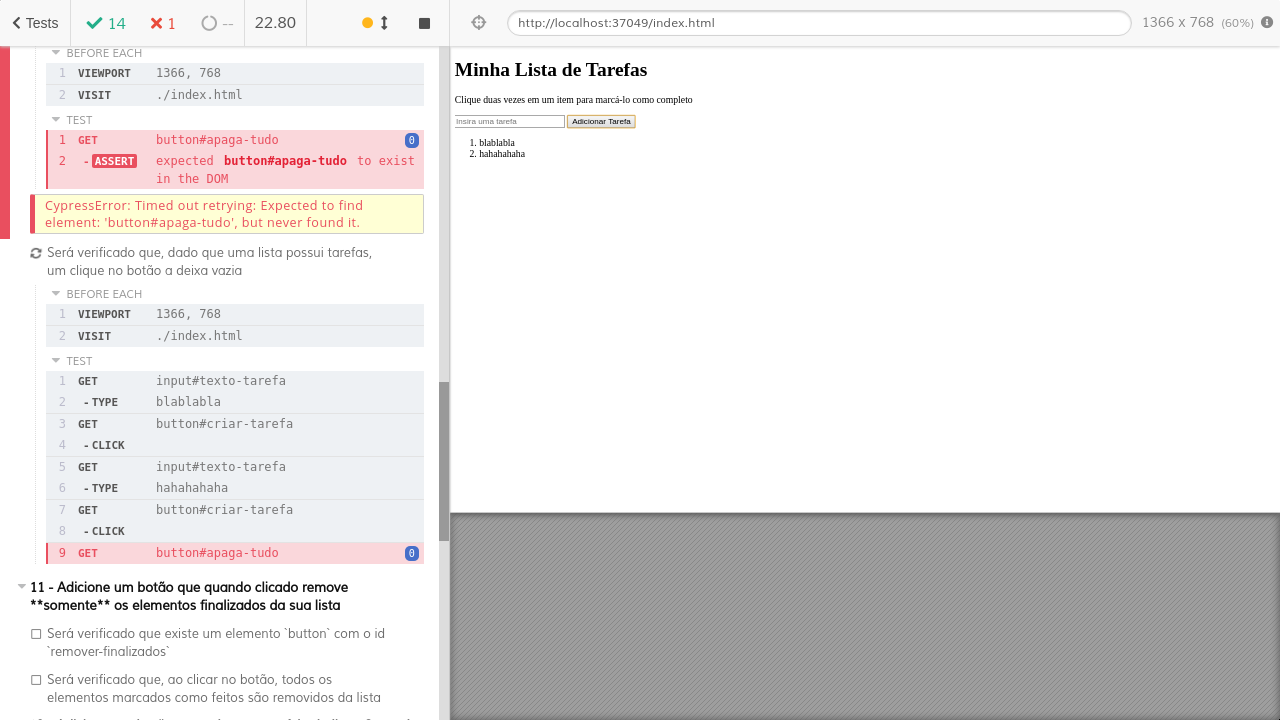 Tests
14
1
--
22.80
http://localhost:37049/index.html
1366 x 768 (60%)
BEFORE EACH
1 VIEWPORT 1366, 768
2 VISIT ./index.html
TEST
1 GET button#apaga-tudo 0
2 - ASSERT expected button#apaga-tudo to exist
in the DOM
CypressError: Timed out retrying: Expected to find
element: 'button#apaga-tudo', but never found it.
Será verificado que, dado que uma lista possui tarefas,
um clique no botão a deixa vazia
BEFORE EACH
1 VIEWPORT 1366, 768
2 VISIT ./index.html
TEST
1 GET input#texto-tarefa
2 - TYPE blablabla
3 GET button#criar-tarefa
4 - CLICK
5 GET input#texto-tarefa
6 - TYPE hahahahaha
7 GET button#criar-tarefa
8 - CLICK
9 GET button#apaga-tudo 0
11 - Adicione um botão que quando clicado remove
**somente** os elementos finalizados da sua lista
Será verificado que existe um elemento `button` com o id
`remover-finalizados`
Será verificado que, ao clicar no botão, todos os
elementos marcados como feitos são removidos da lista
Minha Lista de Tarefas
Clique duas vezes em um item para marcá-lo como completo
Insira uma tarefa Adicionar Tarefa
1. blablabla
2. hahahahaha